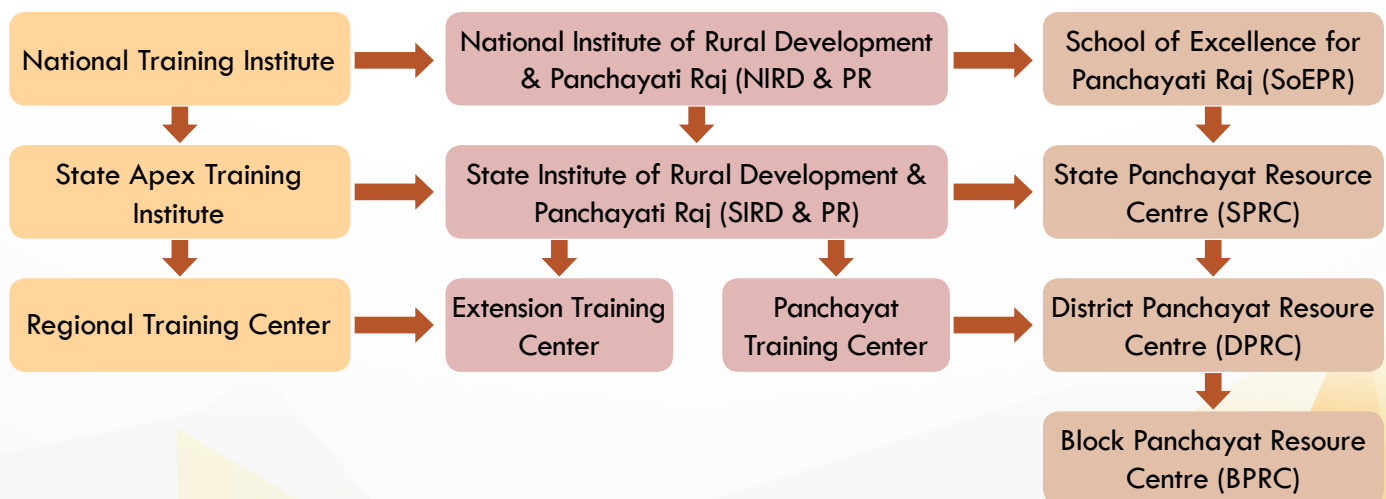 National Training Institute
National Institute of Rural Development
& Panchayati Raj (NIRD & PR
School of Excellence for
Panchayati Raj (SoEPR)
State Apex Training
Institute
State Institute of Rural Development &
Panchayati Raj (SIRD & PR)
State Panchayat Resource
Centre (SPRC)
Regional Training Center
Extension Training
Center
Panchayat
Training Center
District Panchayat Resoure
Centre (DPRC)
Block Panchayat Resoure
Centre (BPRC)